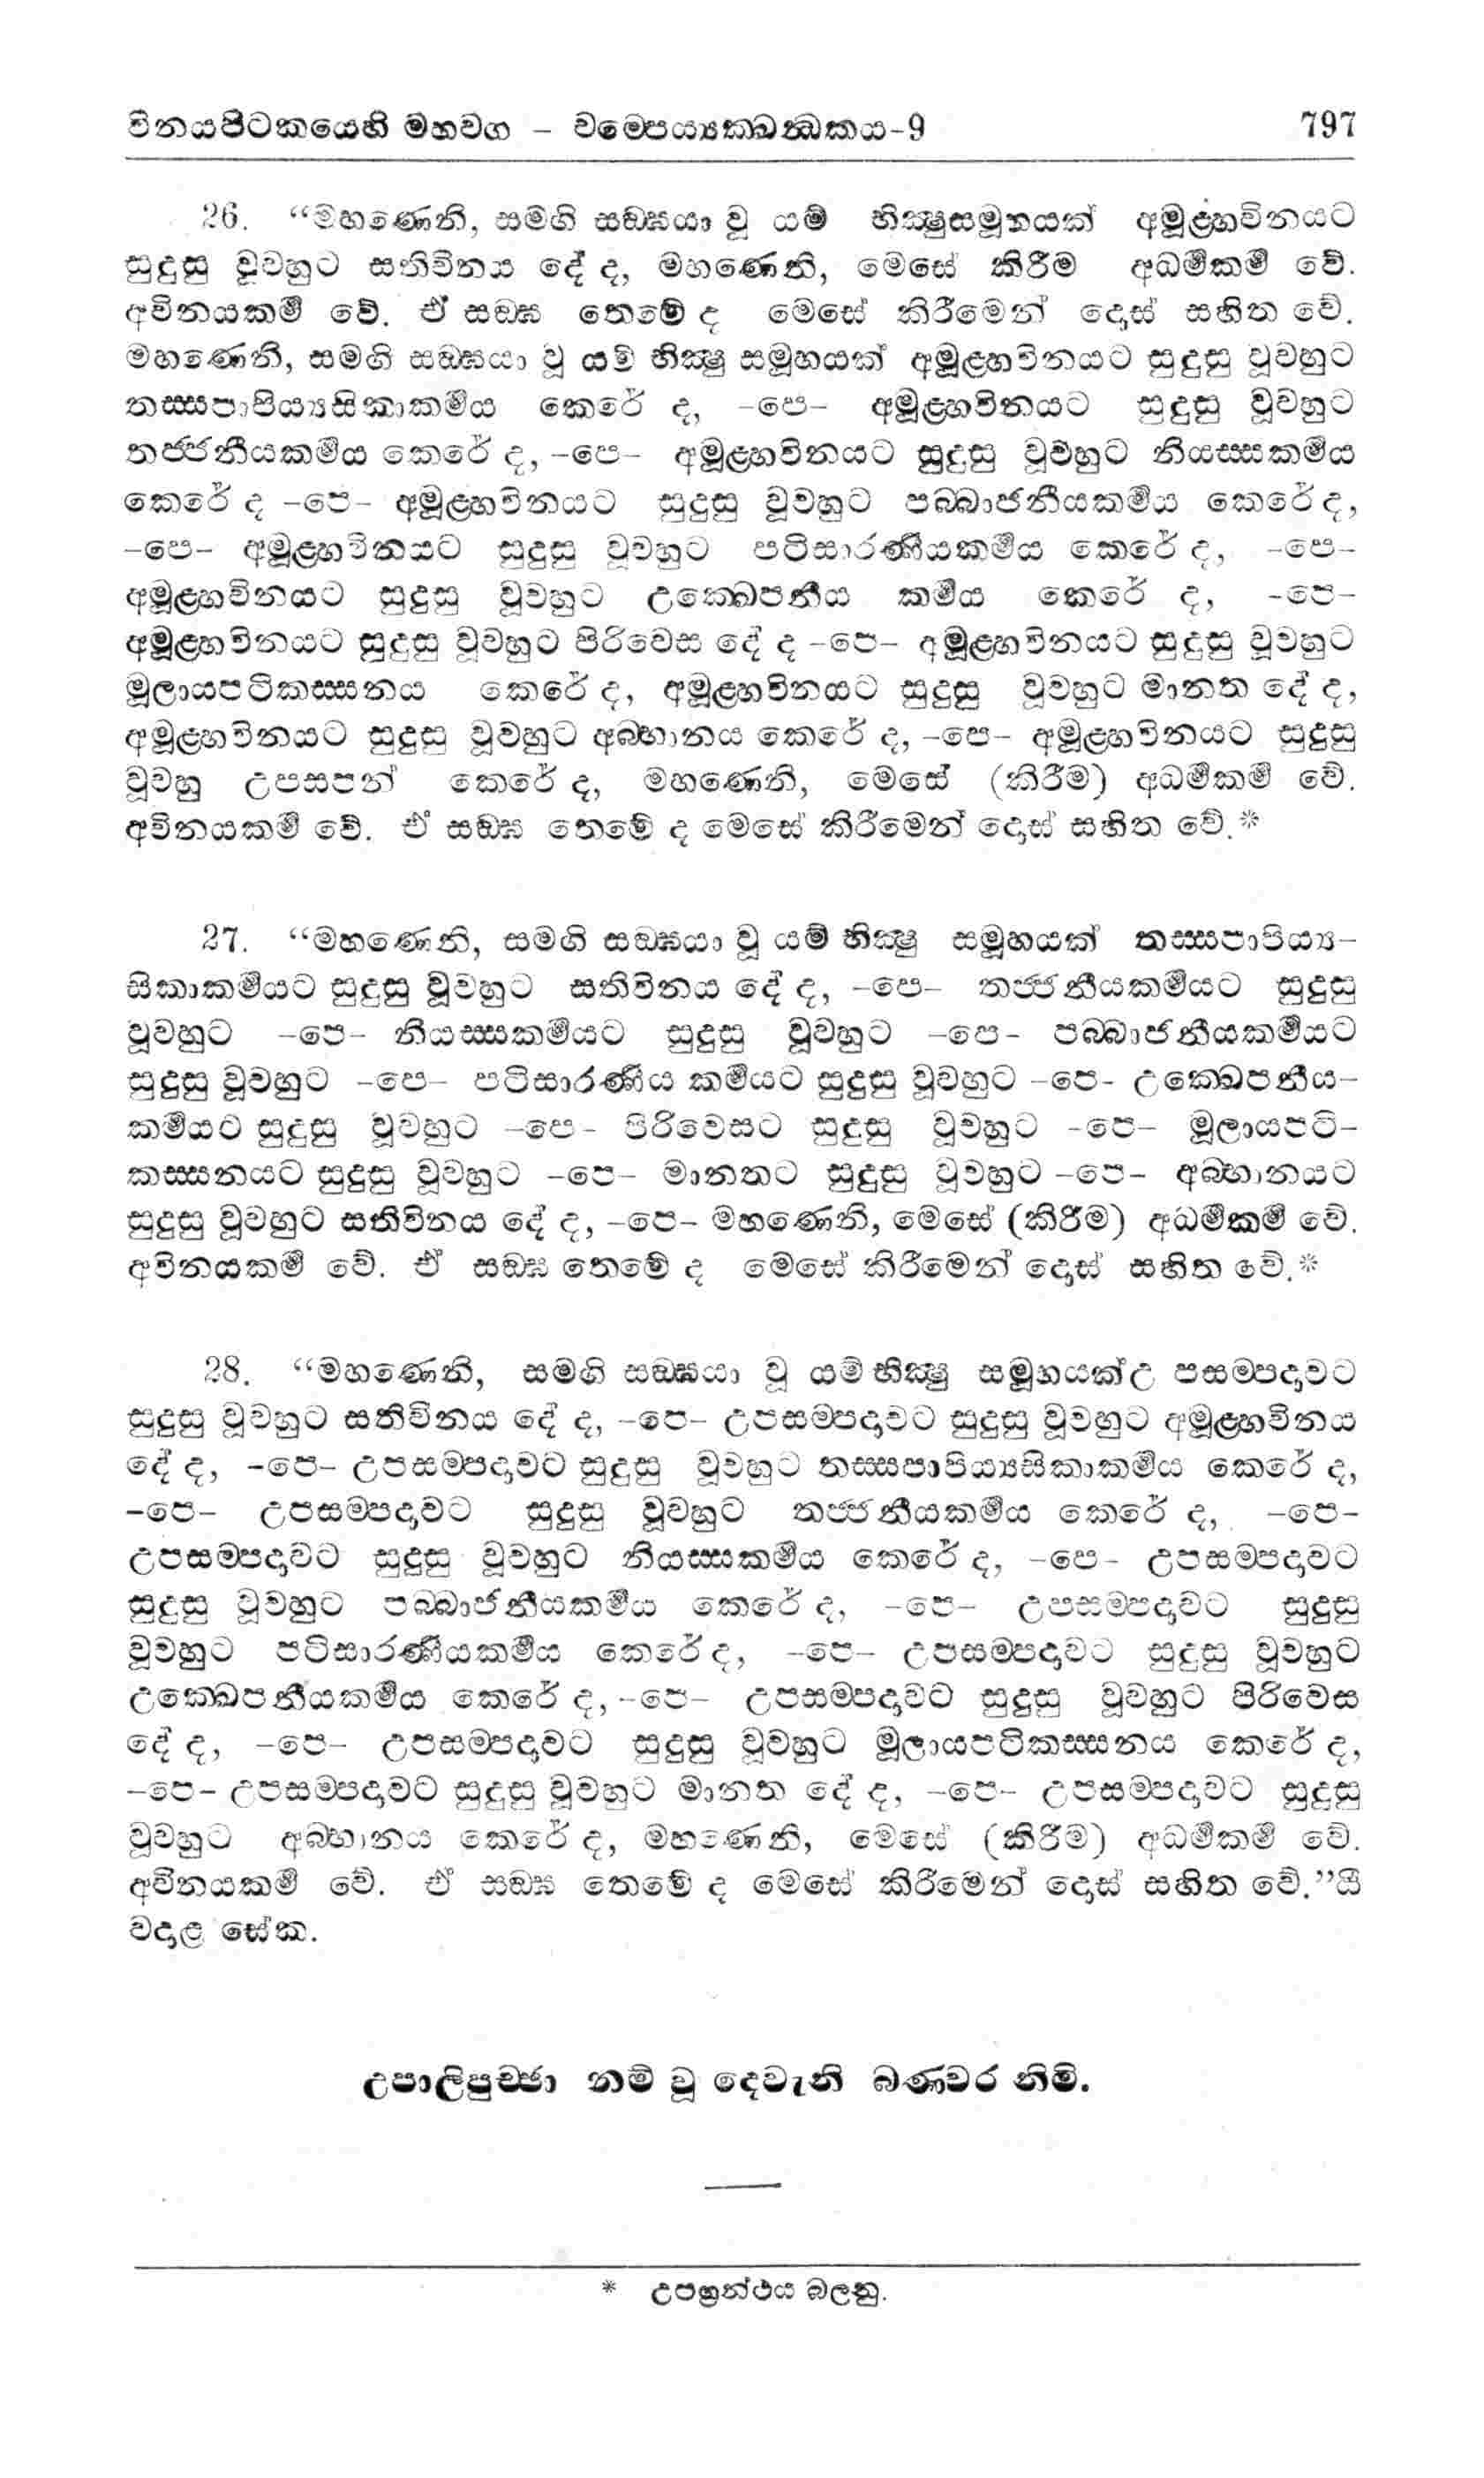 විනයපිටකයෙහි මහවග – චම්පෙය්‍යක්ඛන්ධකය-9 797
26. “මහණෙනි, සමගි සඞ්ඝයා වූ යම් භික්‍ෂුසමූහයක් අමූළ්හවිනයට
සුදුසු වූවහුට සතිවිනය දේ ද, මහණෙනි, මෙසේ කිරීම අධර්මකර්ම වේ.
අවිනයකර්ම වේ. ඒ සඞ්ඝ තෙමේ ද මෙසේ කිරීමෙන් දොස් සහිත වේ.
මහණෙනි, සමගි සඞ්ඝයා වූ යම් භික්‍ෂු සමූහයක් අමූළ්හවිනයට සුදුසු වූවහුට
තස්සපාපිය්‍යසිකාකර්මය කෙරේ ද, -පෙ- අමූළ්හවිනයට සුදුසු වූවහුට
තජ්ජනීයකර්මය කෙරේ ද, -පෙ- අමූළ්හවිනයට සුදුසු වූවහුට නියස්සකර්මය
කෙරේ ද -පෙ- අමූළ්හවිනයට සුදුසු වූවහුට පබ්බාජනීයකර්මය කෙරේ ද,
-පෙ- අමූළ්හවිනයට සුදුසු වූවහුට පටිසාරණීයකර්මය කෙරේ ද, -පෙ-
අමූළ්හවිනයට සුදුසු වූවහුට උක්ඛෙපනීය කර්මය කෙරේ ද, -පෙ-
අමූළ්හවිනයට සුදුසු වූවහුට පිරිවෙස දේ ද -පෙ- අමූළ්හවිනයට සුදුසු වූවහුට
මූලායපටිකස්සනය කෙරේ ද, අමූළ්හවිනයට සුදුසු වූවහුට මානත දේ ද,
අමූළ්හවිනයට සුදුසු වූවහුට අබ්භානය කෙරේ ද, -පෙ- අමූළ්හවිනයට සුදුසු
වූවහු උපසපන් කෙරේ ද, මහණෙනි, මෙසේ (කිරීම) අධර්මකර්ම වේ.
අවිනයකර්ම වේ. ඒ සඞ්ඝ තෙමේ ද මෙසේ කිරීමෙන් දොස් සහිත වේ.*
27. “මහණෙනි, සමගි සඞ්ඝයා වූ යම් භික්‍ෂු සමූහයක් තස්සපාපිය්‍ය-
සිකාකර්මයට සුදුසු වූවහුට සතිවිනය දේ ද, -පෙ- තජ්ජනීයකර්මයට සුදුසු
වූවහුට -පෙ- නියස්සකර්මයට සුදුසු වූවහුට -පෙ- පබ්බාජනීයකර්මයට
සුදුසු වූවහුට -පෙ- පටිසාරණීය කර්මයට සුදුසු වූවහුට -පෙ- උක්ඛෙපනීය-
කර්මයට සුදුසු වූවහුට -පෙ- පිරිවෙසට සුදුසු වූවහුට -පෙ- මූලායපටි-
කස්සනයට සුදුසු වූවහුට -පෙ- මානතට සුදුසු වූවහුට -පෙ- අබ්භානයට
සුදුසු වූවහුට සතිවිනය දේ ද, -පෙ- මහණෙනි, මෙසේ (කිරීම) අධර්මකර්ම වේ.
අවිනයකර්ම වේ. ඒ සඞ්ඝ තෙමේ ද මෙසේ කිරීමෙන් දොස් සහිත වේ.*
28. “මහණෙනි, සමගි සඞ්ඝයා වූ යම් භික්‍ෂු සමූහයක්උ පසම්පදාවට
සුදුසු වූවහුට සතිවිනය දේ ද, -පෙ- උපසම්පදාවට සුදුසු වූවහුට අමූළ්හවිනය
දේ ද, -පෙ- උපසම්පදාවට සුදුසු වූවහුට තස්සපාපිය්‍යසිකාකර්මය කෙරේ ද,
-පෙ- උපසම්පදාවට සුදුසු වූවහුට තජ්ජනීයකර්මය කෙරේ ද, -පෙ-
උපසම්පදාවට සුදුසු වූවහුට නියස්සකර්මය කෙරේ ද, -පෙ- උපසම්පදාවට
සුදුසු වූවහුට පබ්බාජනීයකර්මය කෙරේ ද, -පෙ- උපසම්පදාවට සුදුසු
වූවහුට පටිසාරණීයකර්මය කෙරේ ද, -පෙ- උපසම්පදාවට සුදුසු වූවහුට
උක්ඛෙපනීයකර්මය කෙරේ ද, -පෙ- උපසම්පදාවට සුදුසු වූවහුට පිරිවෙස
දේ ද, -පෙ- උපසම්පදාවට සුදුසු වූවහුට මූලායපටිකස්සනය කෙරේ ද,
-පෙ- උපසම්පදාවට සුදුසු වූවහුට මානත දේ ද, -පෙ- උපසම්පදාවට සුදුසු
වූවහුට අබ්භානය කෙරේ ද, මහණෙනි, මෙසේ (කිරීම) අධර්මකර්ම වේ.
අවිනයකර්ම වේ. ඒ සඞ්ඝ තෙමේ ද මෙසේ කිරීමෙන් දොස් සහිත වේ.”යි
වදාළ සේක.
උපාලිපුච්ඡා නම් වූ දෙවැනි බණවර නිමි.
* උපග්‍රන්ථය බලනු.